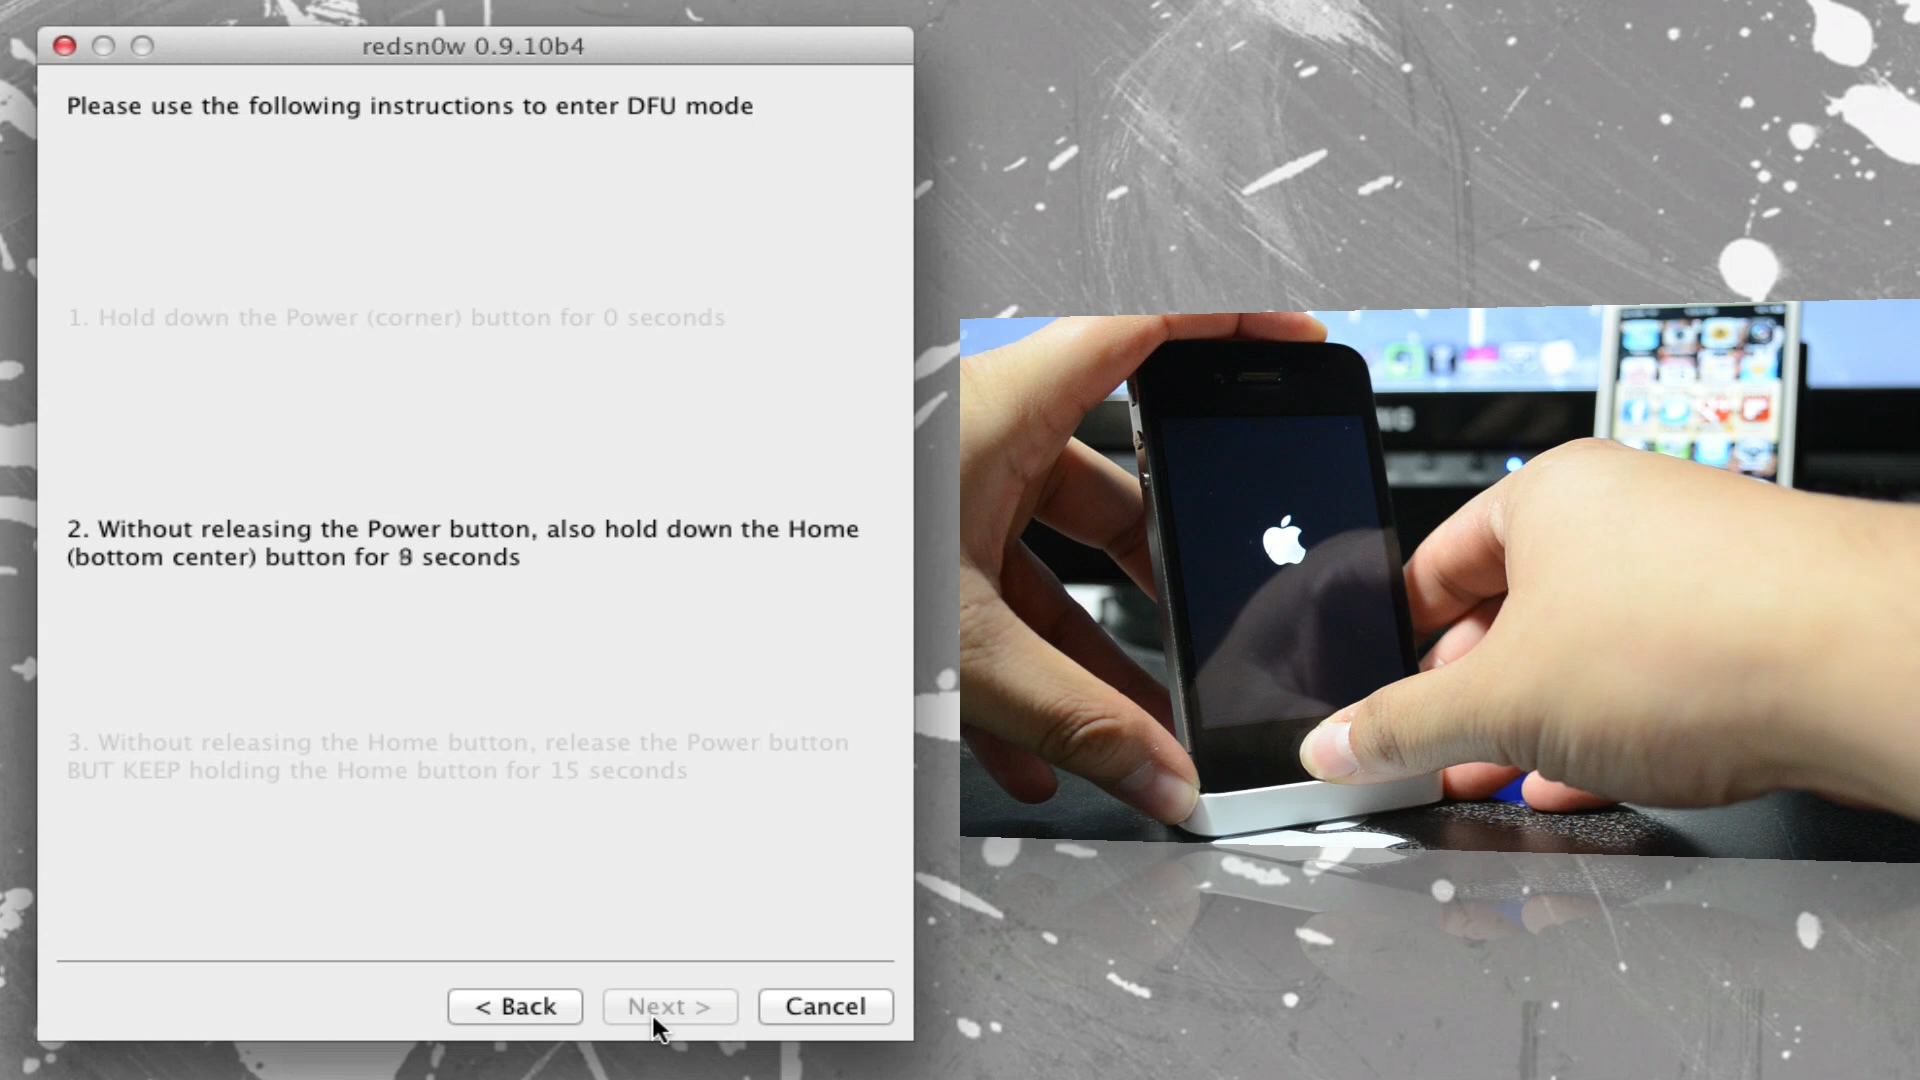 redsn0w 0.9.10b4
Please use the following instructions to enter DFU mode
1. Hold down the Power (corner) button for 0 seconds
2. Without releasing the Power button, also hold down the Home
(bottom center) button for seconds
3. Without releasing the Home button, release the Power button
BUT KEEP holding the Home button for 15 seconds
< Back
Next >
Cancel